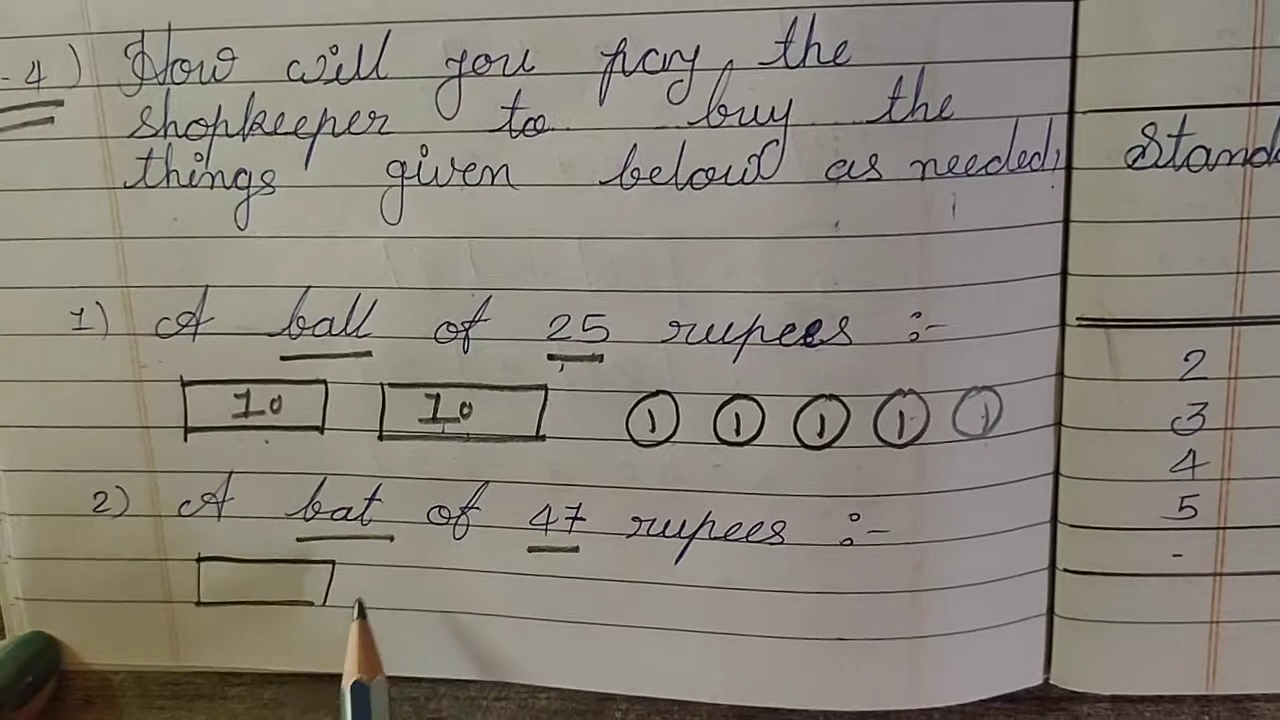 -4) How will you pay, the
shopkeeper to buy the
things given below as needed,
1) A ball of 25 rupees :-
10 10 1 1 1 1 1
2) A bat of 47 rupees :-
Stand
2
3
4
5
-